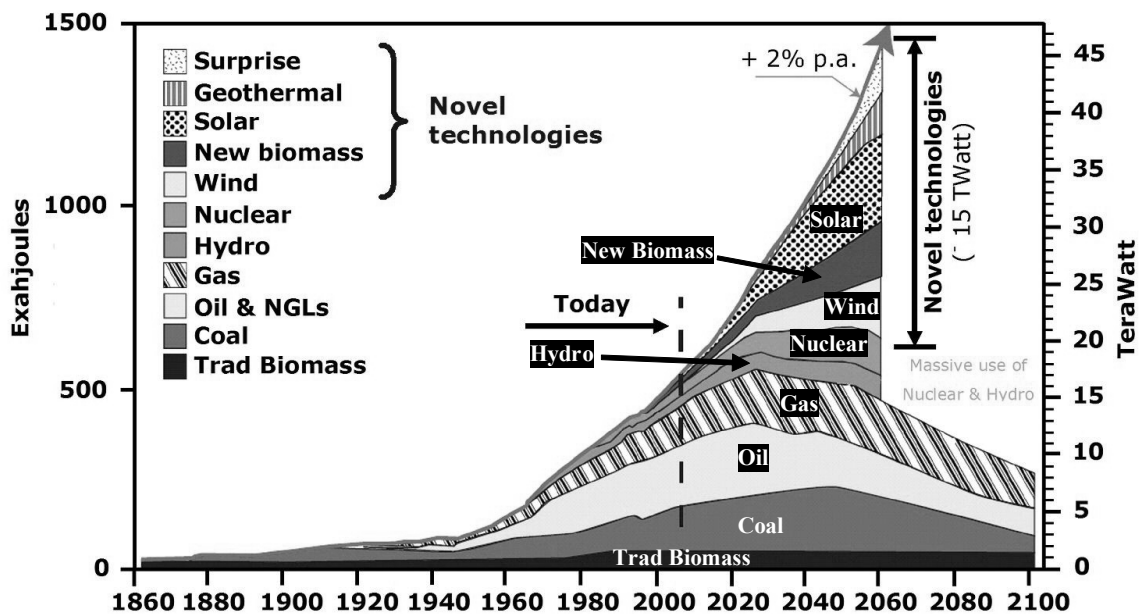 1500
1000
500
0
Exahjoules
Surprise
Geothermal
Solar
New biomass
Wind
Nuclear
Hydro
Gas
Oil & NGLs
Coal
Trad Biomass
Novel
technologies
+ 2% p.a.
Today
Solar
New Biomass
Wind
Nuclear
Hydro
Gas
Oil
Coal
Trad Biomass
Novel technologies
(~ 15 TWatt)
Massive use of
Nuclear & Hydro
45
40
35
30
25
20
15
10
5
0
TeraWatt
1860 1880 1900 1920 1940 1960 1980 2000 2020 2040 2060 2080 2100